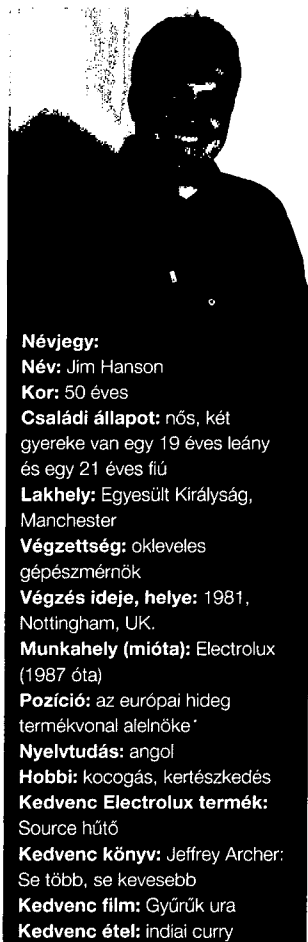 Névjegy:
Név: Jim Hanson
Kor: 50 éves
Családi állapot: nős, két
gyereke van egy 19 éves leány
és egy 21 éves fiú
Lakhely: Egyesült Királyság,
Manchester
Végzettség: okleveles
gépészmérnök
Végzés ideje, helye: 1981,
Nottingham, UK.
Munkahely (mióta): Electrolux
(1987 óta)
Pozíció: az európai hideg
termékvonal alelnöke
Nyelvtudás: angol
Hobbi: kocogás, kertészkedés
Kedvenc Electrolux termék:
Source hűtő
Kedvenc könyv: Jeffrey Archer:
Se több, se kevesebb
Kedvenc film: Gyűrűk ura
Kedvenc étel: indiai curry